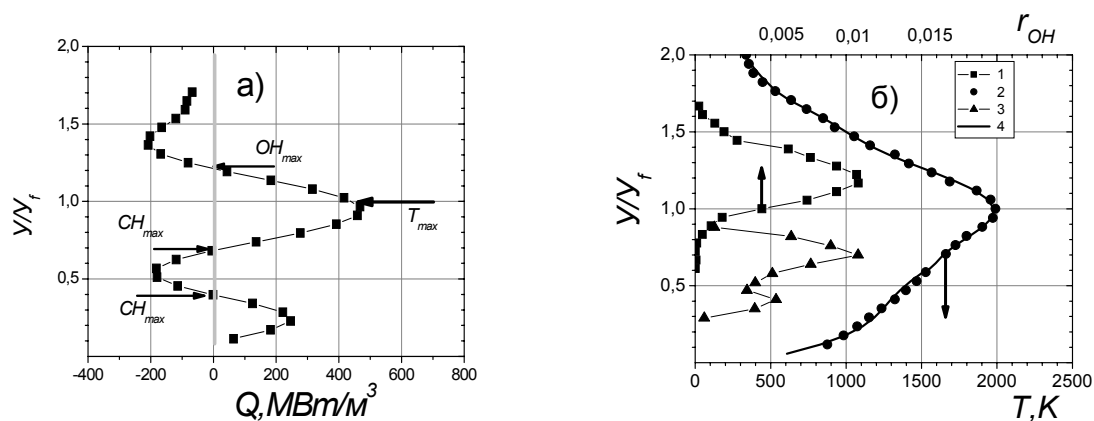 а)
2,0
1,5
1,0
0,5
y/y_f
OH_max
T_max
CH_max
CH_max
-400 -200 0 200 400 600 800
Q, МВт/м³
0,005 0,01 0,015 r_OH
б)
1
2
3
4
2,0
1,5
1,0
0,5
y/y_f
0 500 1000 1500 2000 2500
T, K